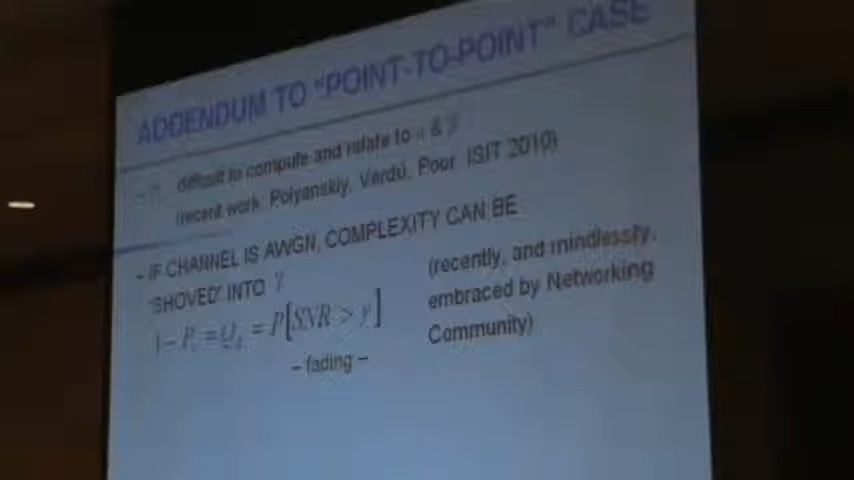 ADDENDUM TO "POINT-TO-POINT" CASE
difficult to compute and relate to &
(recent work Polyanskiy, Verdú, Poor ISIT 2010)
- IF CHANNEL IS AWGN, COMPLEXITY CAN BE
"SHOVED" INTO γ
(recently, and mindlessly,
embraced by Networking
Community)
= P[SNR > γ]
– fading –